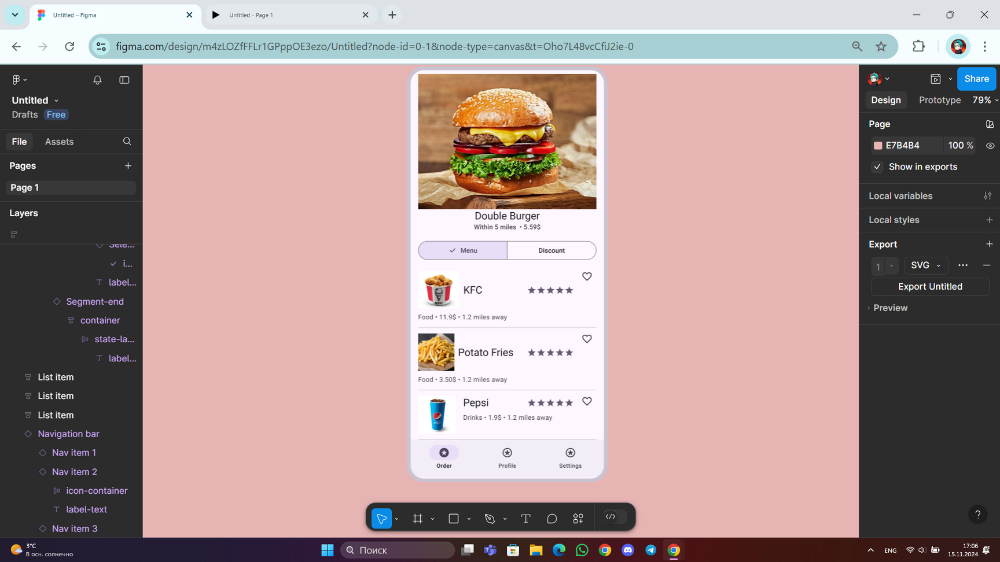 Untitled – Figma
Untitled - Page 1
figma.com/design/m4zLOZfFFLr1GPppOE3ezo/Untitled?node-id=0-1&node-type=canvas&t=Oho7L48vcCfiJ2ie-0
Untitled
Drafts Free
File Assets
Pages
Page 1
Layers
Sele...
i...
label...
Segment-end
container
state-la...
label...
List item
List item
List item
Navigation bar
Nav item 1
Nav item 2
icon-container
label-text
Nav item 3
Double Burger
Within 5 miles • 5.59$
Menu Discount
KFC
KFC
Food • 11.9$ • 1.2 miles away
Potato Fries
Food • 3.50$ • 1.2 miles away
Pepsi
Drinks • 1.9$ • 1.2 miles away
Order Profile Settings
Share
Design Prototype 79%
Page
E7B4B4 100 %
Show in exports
Local variables
Local styles
Export
1 SVG
Export Untitled
Preview
?
3°C
В осн. солнечно
Поиск
ENG
17:06
15.11.2024